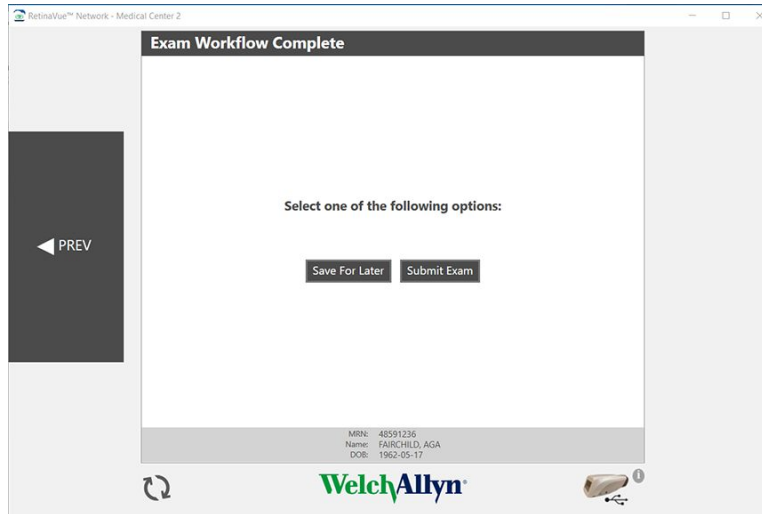 RetinaVue™ Network - Medical Center 2
Exam Workflow Complete
Select one of the following options:
PREV
Save For Later Submit Exam
MRN: 48591236
Name: FAIRCHILD, AGA
DOB: 1962-05-17
WelchAllyn®
i